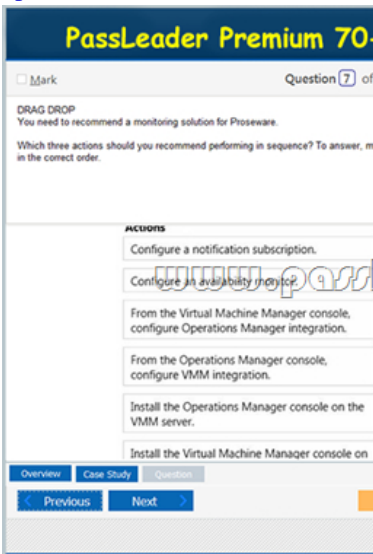 PassLeader Premium 70-
Mark
Question 7 of
DRAG DROP
You need to recommend a monitoring solution for Proseware.
Which three actions should you recommend performing in sequence? To answer, m
in the correct order.
Actions
Configure a notification subscription.
Configure an availability monitor.
www.pass
From the Virtual Machine Manager console,
configure Operations Manager integration.
From the Operations Manager console,
configure VMM integration.
Install the Operations Manager console on the
VMM server.
Install the Virtual Machine Manager console on
Overview Case Study Question
Previous Next